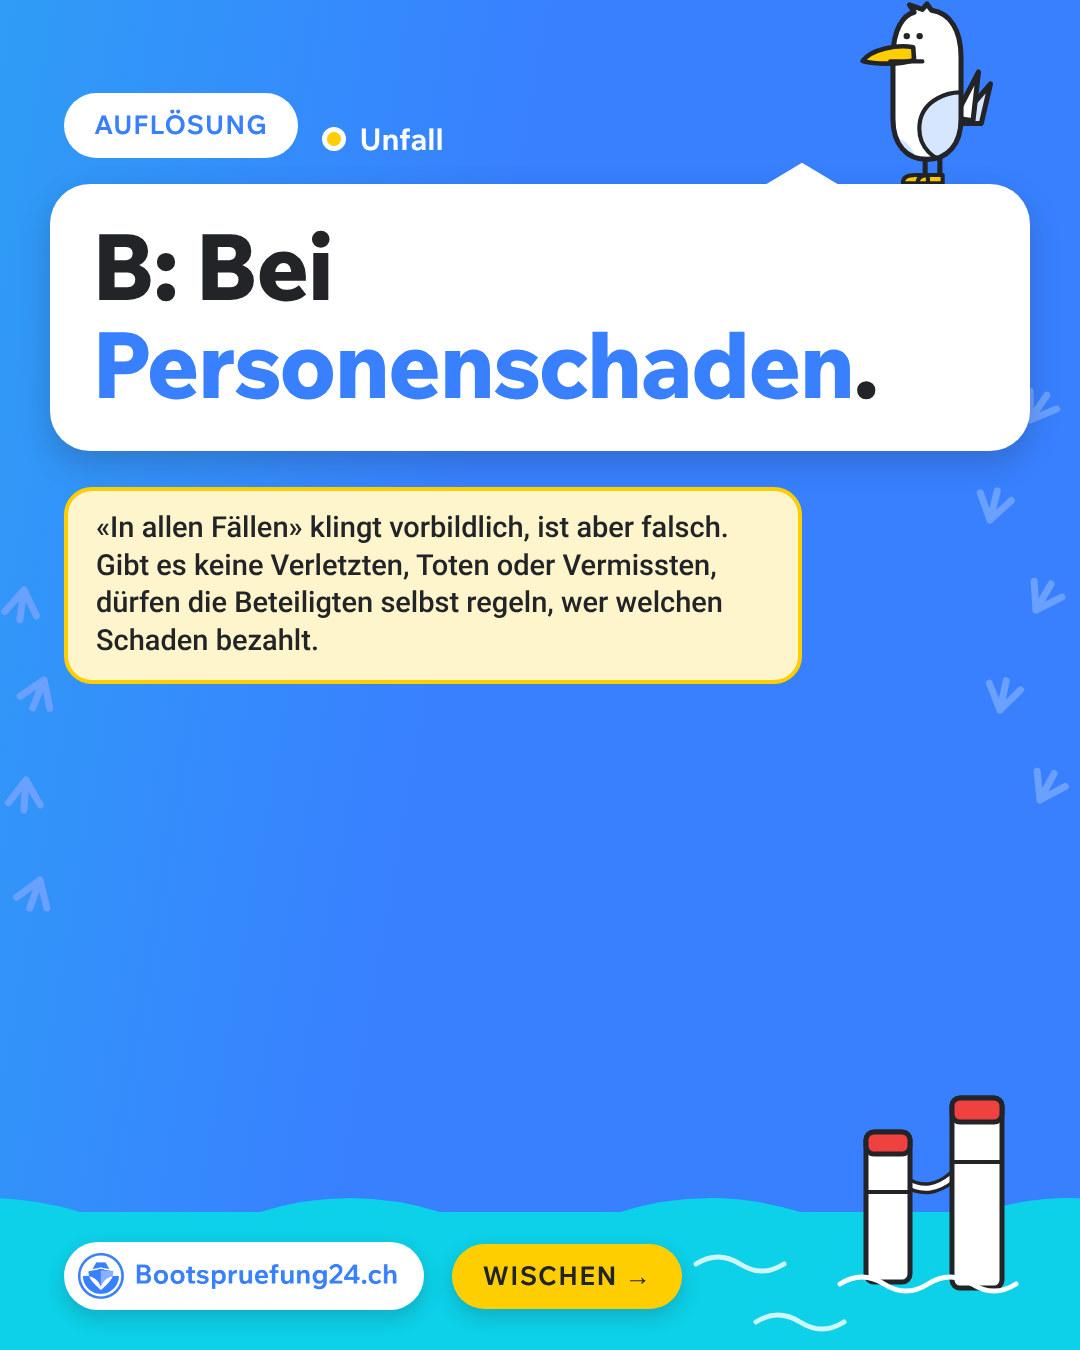 AUFLÖSUNG
Unfall
B: Bei
Personenschaden.
«In allen Fällen» klingt vorbildlich, ist aber falsch.
Gibt es keine Verletzten, Toten oder Vermissten,
dürfen die Beteiligten selbst regeln, wer welchen
Schaden bezahlt.
Bootspruefung24.ch
WISCHEN →